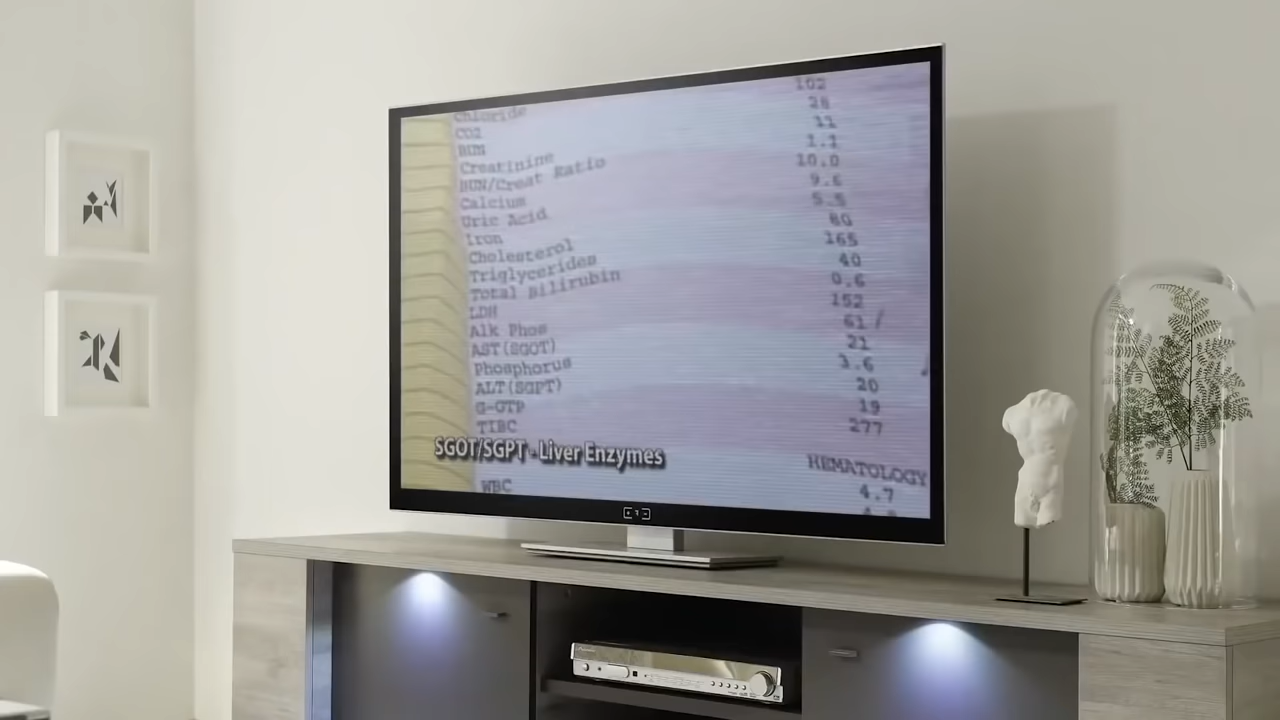 Chloride 102
CO2 28
BUN 11
Creatinine 1.1
BUN/Creat Ratio 10.0
Calcium 9.6
Uric Acid 5.5
Iron 80
Cholesterol 165
Triglycerides 40
Total Bilirubin 0.6
LDH 152
Alk Phos 61 /
AST(SGOT) 21
Phosphorus 3.6
ALT(SGPT) 20
G-GTP 19
TIBC 277
SGOT/SGPT - Liver Enzymes
HEMATOLOGY
WBC 4.7